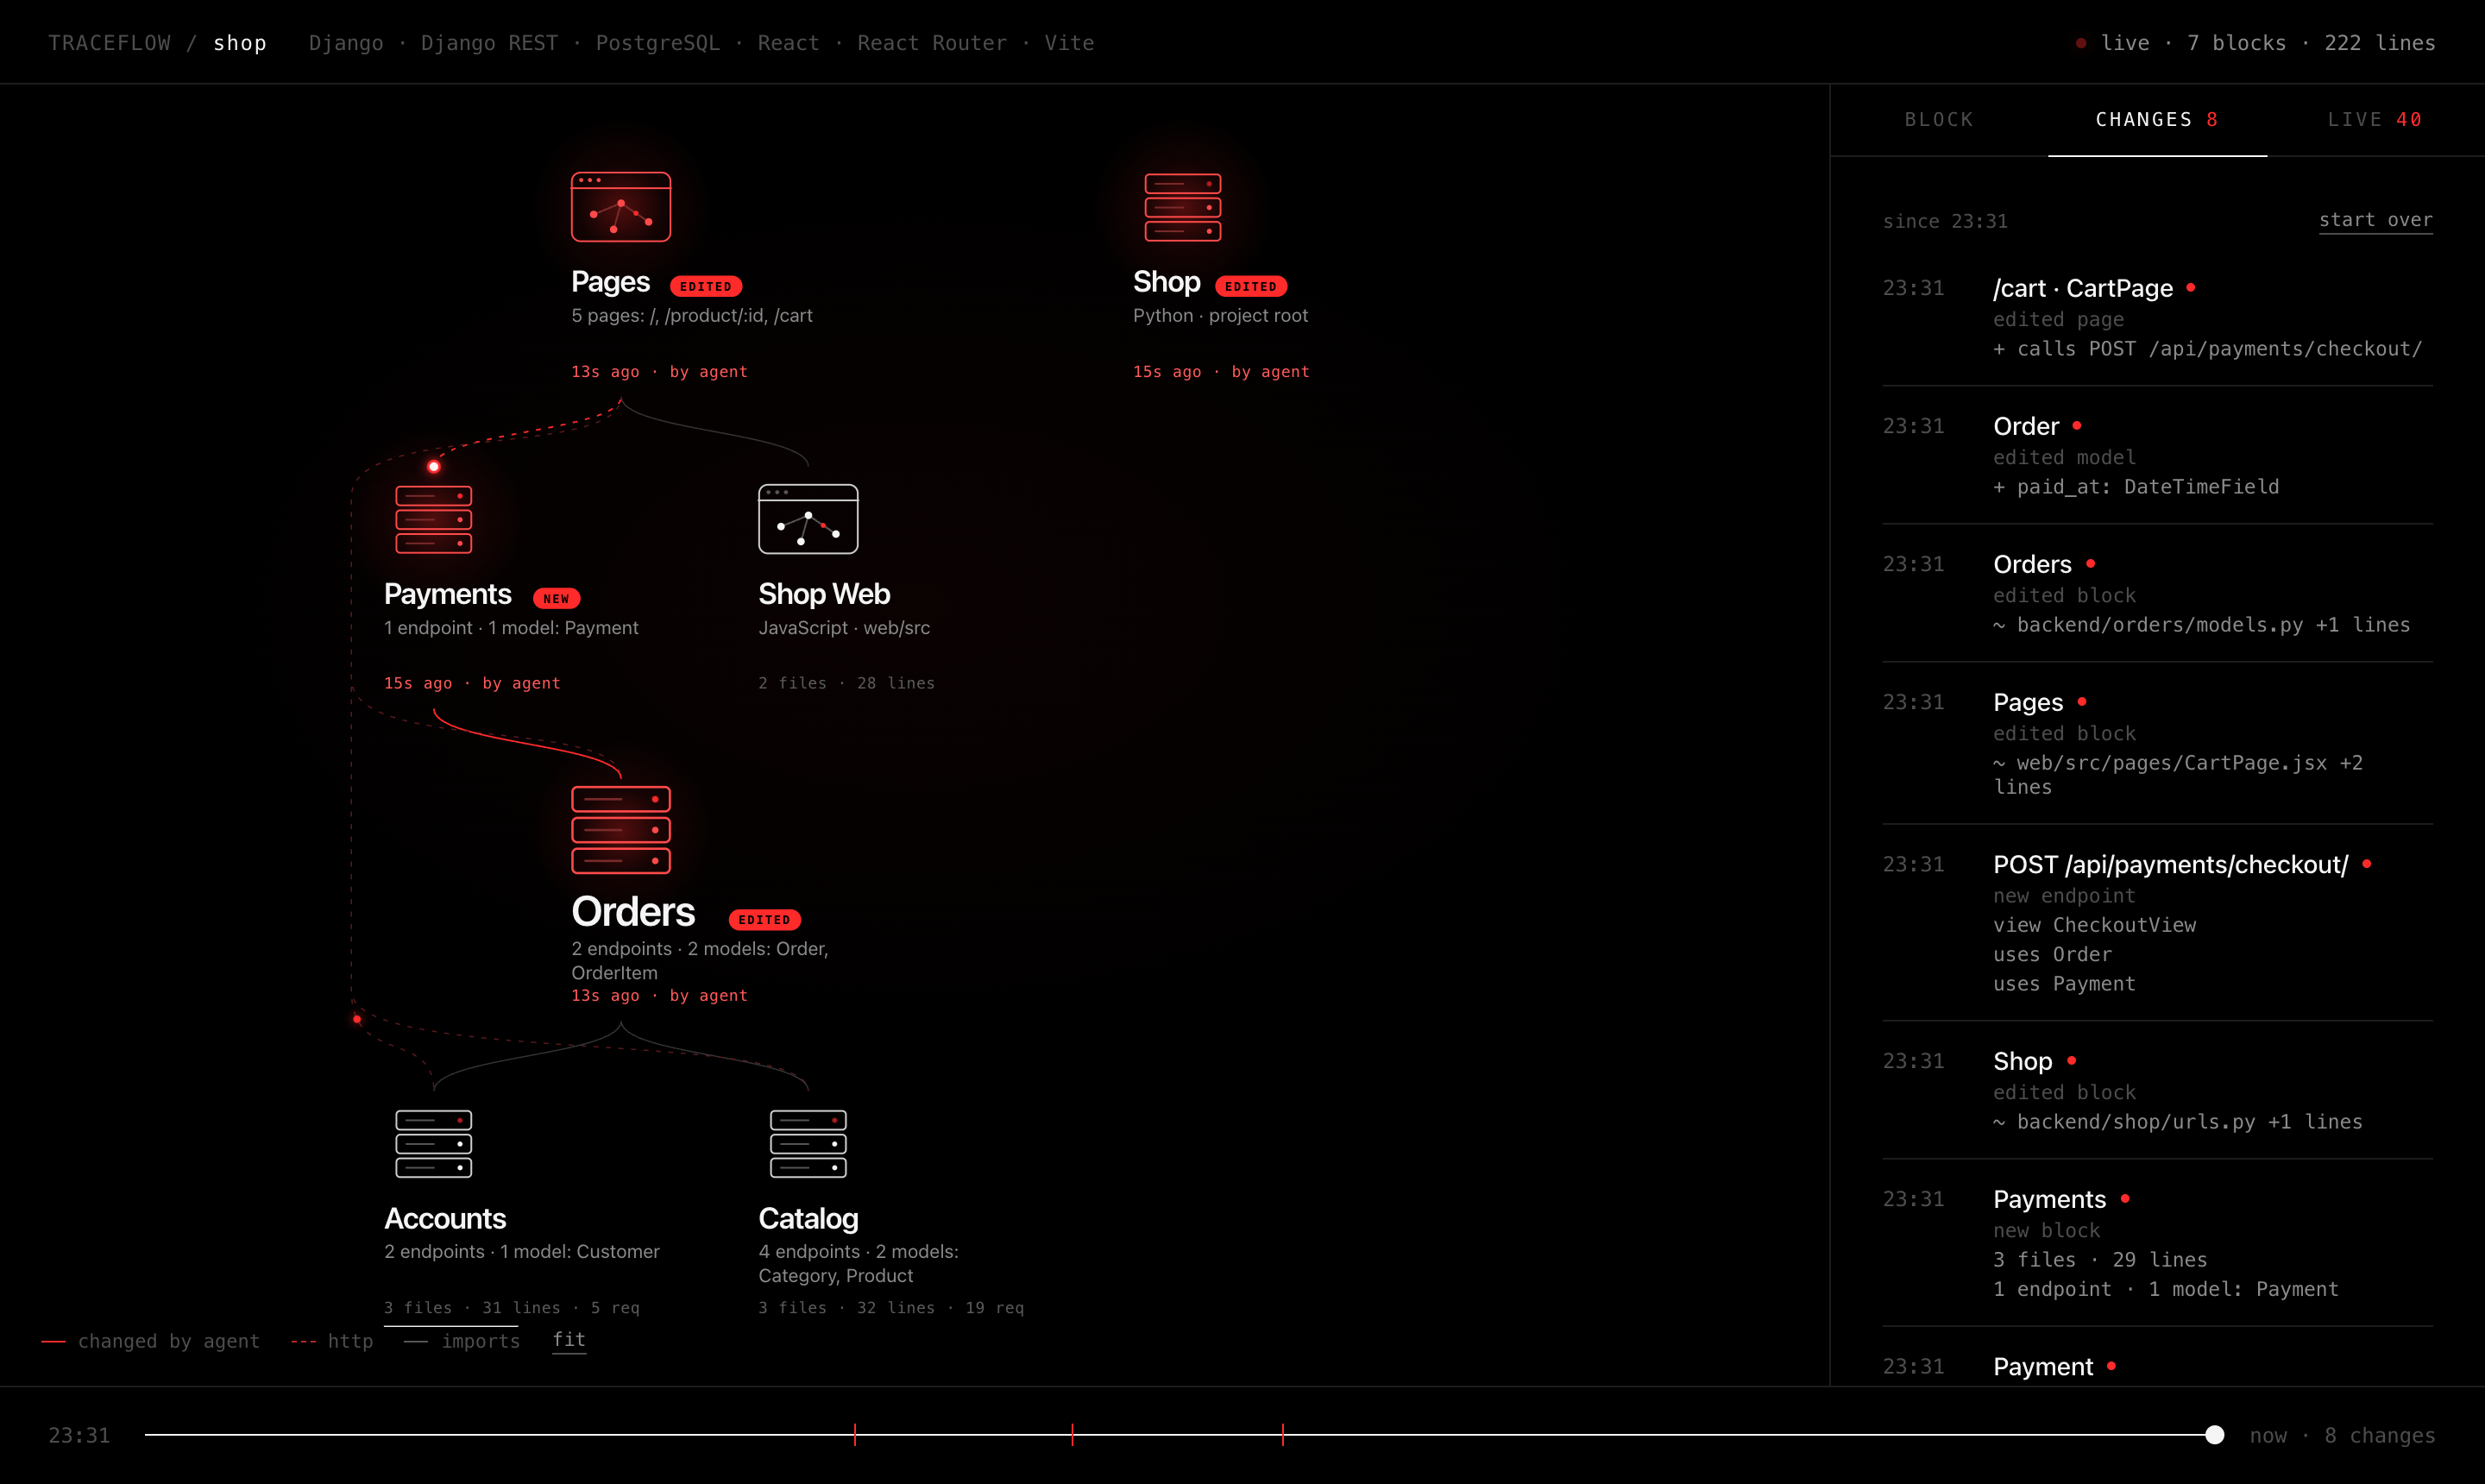 TRACEFLOW / shop Django · Django REST · PostgreSQL · React · React Router · Vite
live · 7 blocks · 222 lines
Pages EDITED
5 pages: /, /product/:id, /cart
13s ago · by agent
Shop EDITED
Python · project root
15s ago · by agent
Payments NEW
1 endpoint · 1 model: Payment
15s ago · by agent
Shop Web
JavaScript · web/src
2 files · 28 lines
Orders EDITED
2 endpoints · 2 models: Order,
OrderItem
13s ago · by agent
Accounts
2 endpoints · 1 model: Customer
3 files · 31 lines · 5 req
Catalog
4 endpoints · 2 models:
Category, Product
3 files · 32 lines · 19 req
changed by agent http imports fit
BLOCK CHANGES 8 LIVE 40
since 23:31 start over
23:31 /cart · CartPage
edited page
+ calls POST /api/payments/checkout/
23:31 Order
edited model
+ paid_at: DateTimeField
23:31 Orders
edited block
~ backend/orders/models.py +1 lines
23:31 Pages
edited block
~ web/src/pages/CartPage.jsx +2
lines
23:31 POST /api/payments/checkout/
new endpoint
view CheckoutView
uses Order
uses Payment
23:31 Shop
edited block
~ backend/shop/urls.py +1 lines
23:31 Payments
new block
3 files · 29 lines
1 endpoint · 1 model: Payment
23:31 Payment
23:31 now · 8 changes